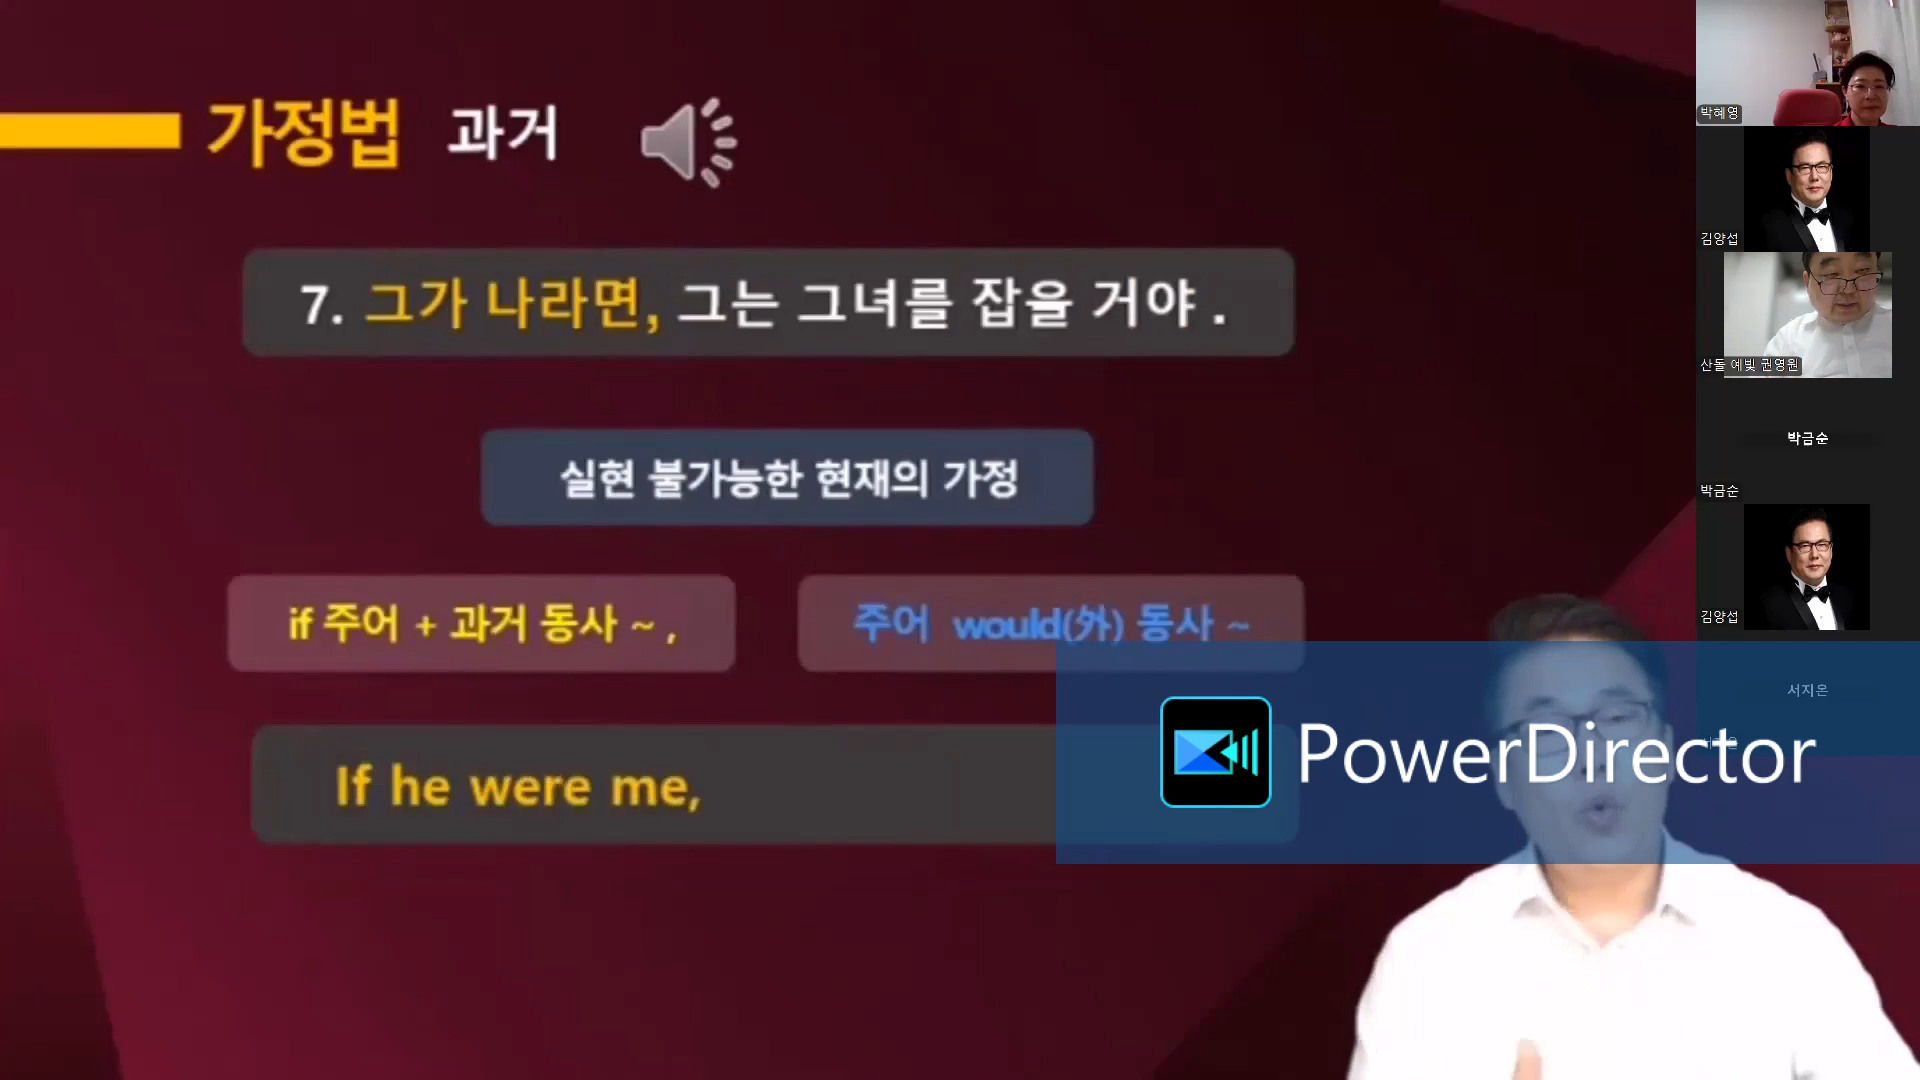 가정법 과거
7. 그가 나라면, 그는 그녀를 잡을 거야 .
실현 불가능한 현재의 가정
if 주어 + 과거 동사 ~ ,
주어 would(外) 동사 ~
If he were me,
PowerDirector
박혜영
김양섭
산돌 예빛 권영원
박금순
박금순
김양섭
서지온